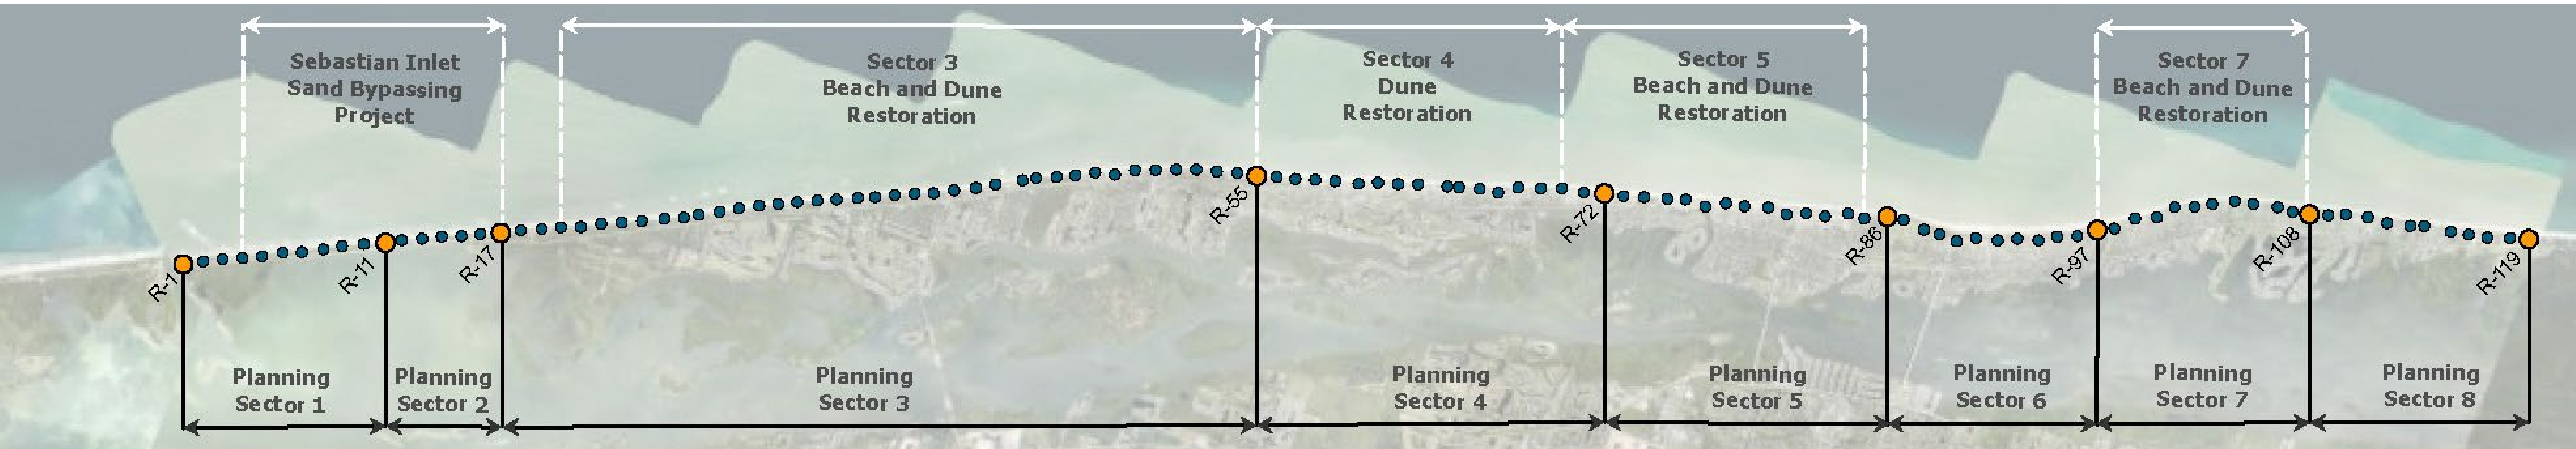 Sebastian Inlet
Sand Bypassing
Project
Sector 3
Beach and Dune
Restoration
Sector 4
Dune
Restoration
Sector 5
Beach and Dune
Restoration
Sector 7
Beach and Dune
Restoration
R-1
R-11
R-17
R-55
R-72
R-86
R-97
R-108
R-119
Planning
Sector 1
Planning
Sector 2
Planning
Sector 3
Planning
Sector 4
Planning
Sector 5
Planning
Sector 6
Planning
Sector 7
Planning
Sector 8